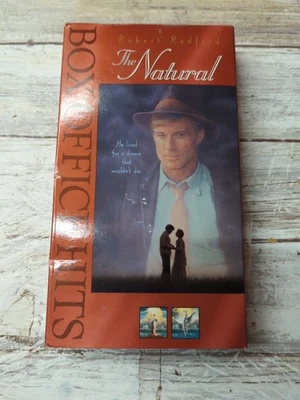 Robert Redford
The Natural
BOX OFFICE HITS
He lived
for a dream
that
wouldn't die.